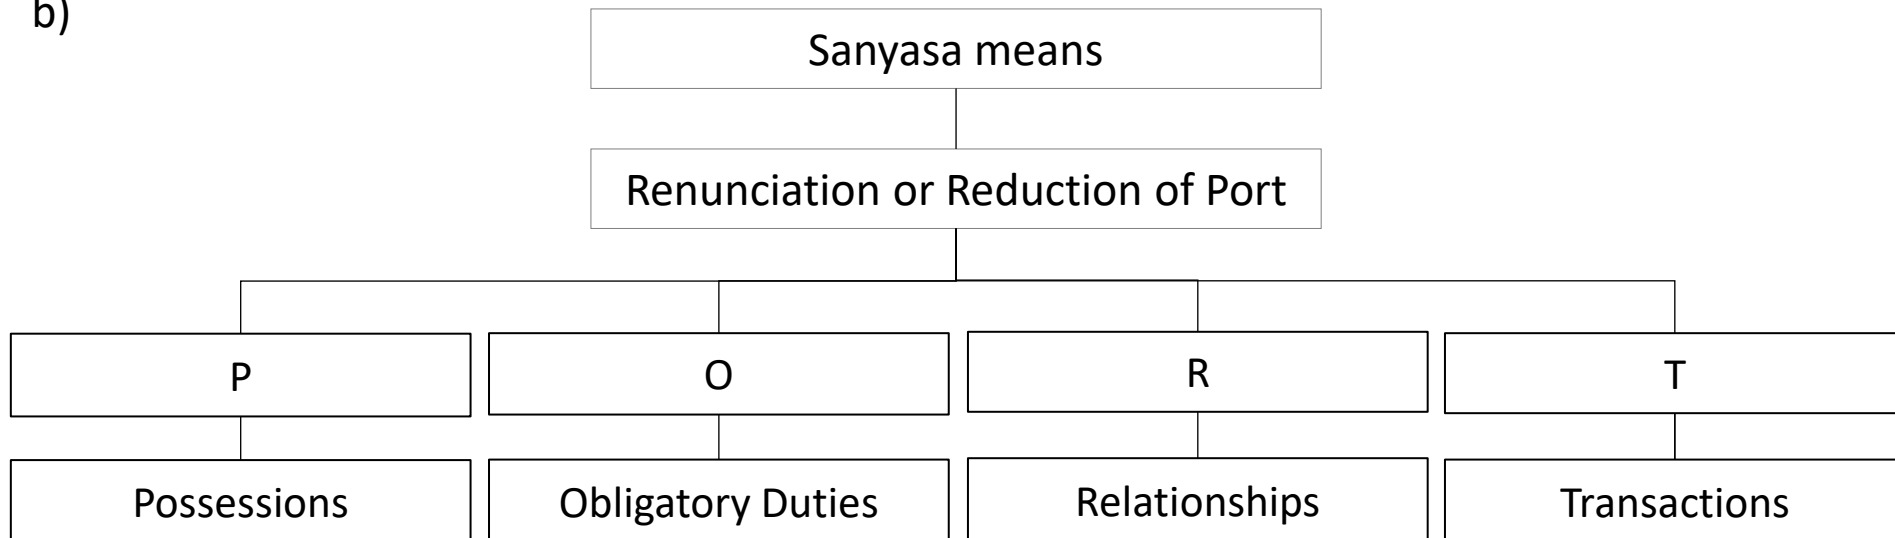 b)
Sanyasa means
Renunciation or Reduction of Port
P
O
R
T
Possessions
Obligatory Duties
Relationships
Transactions